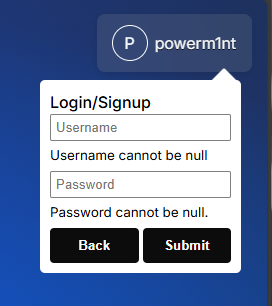 P powerm1nt
Login/Signup
Username
Username cannot be null
Password
Password cannot be null.
Back Submit